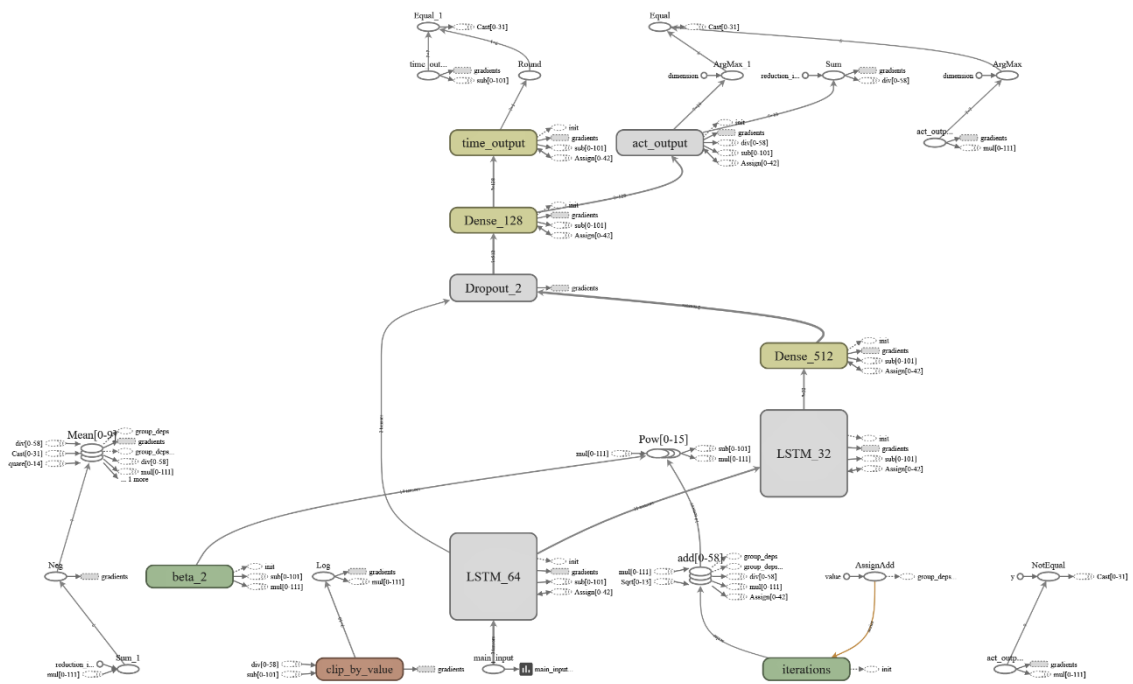 Equal_1
Cast[0-31]
time_out...
gradients
sub[0-101]
Round
Equal
Cast[0-31]
dimension
ArgMax_1
reduction_i...
Sum
gradients
div[0-58]
dimension
ArgMax
act_outp...
gradients
mul[0-111]
time_output
init
gradients
sub[0-101]
Assign[0-42]
act_output
init
gradients
div[0-58]
sub[0-101]
Assign[0-42]
Dense_128
init
gradients
sub[0-101]
Assign[0-42]
Dropout_2
gradients
Dense_512
init
gradients
sub[0-101]
Assign[0-42]
Mean[0-9]
div[0-58]
Cast[0-31]
quare[0-14]
group_deps
gradients
group_deps...
div[0-58]
mul[0-111]
... 1 more
Pow[0-15]
mul[0-111]
sub[0-101]
mul[0-111]
LSTM_32
init
gradients
sub[0-101]
Assign[0-42]
Neg
gradients
beta_2
init
sub[0-101]
mul[0-111]
Log
gradients
mul[0-111]
LSTM_64
init
gradients
sub[0-101]
Assign[0-42]
add[0-58]
mul[0-111]
Sqrt[0-13]
group_deps
group_deps...
div[0-58]
mul[0-111]
Assign[0-42]
value
AssignAdd
group_deps...
y
NotEqual
Cast[0-31]
reduction_i...
mul[0-111]
Sum_1
div[0-58]
sub[0-101]
clip_by_value
gradients
main_input
main_input...
iterations
init
act_outp...
gradients
mul[0-111]